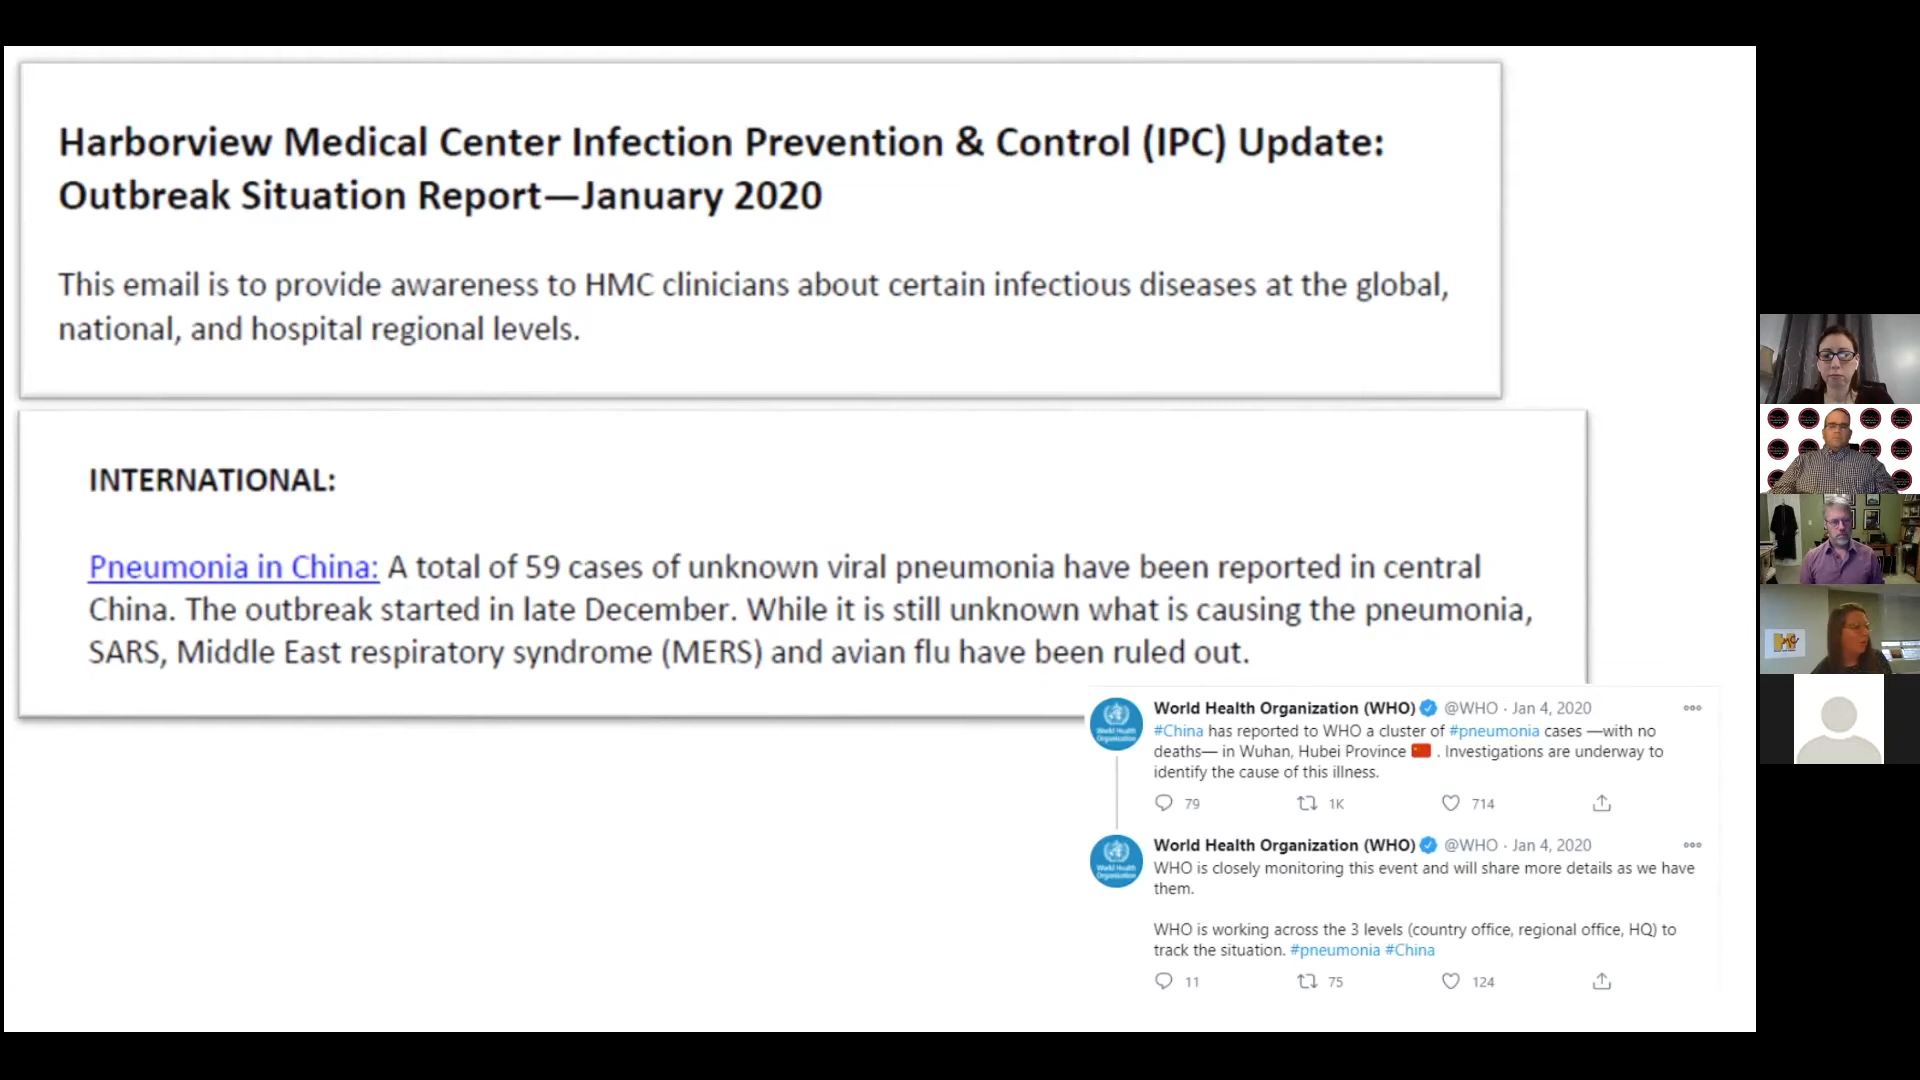 Harborview Medical Center Infection Prevention & Control (IPC) Update:
Outbreak Situation Report—January 2020
This email is to provide awareness to HMC clinicians about certain infectious diseases at the global,
national, and hospital regional levels.
INTERNATIONAL:
Pneumonia in China: A total of 59 cases of unknown viral pneumonia have been reported in central
China. The outbreak started in late December. While it is still unknown what is causing the pneumonia,
SARS, Middle East respiratory syndrome (MERS) and avian flu have been ruled out.
World Health Organization (WHO) @WHO · Jan 4, 2020
#China has reported to WHO a cluster of #pneumonia cases —with no
deaths— in Wuhan, Hubei Province 🇨🇳 . Investigations are underway to
identify the cause of this illness.
79 1K 714
World Health Organization (WHO) @WHO · Jan 4, 2020
WHO is closely monitoring this event and will share more details as we have
them.
WHO is working across the 3 levels (country office, regional office, HQ) to
track the situation. #pneumonia #China
11 75 124